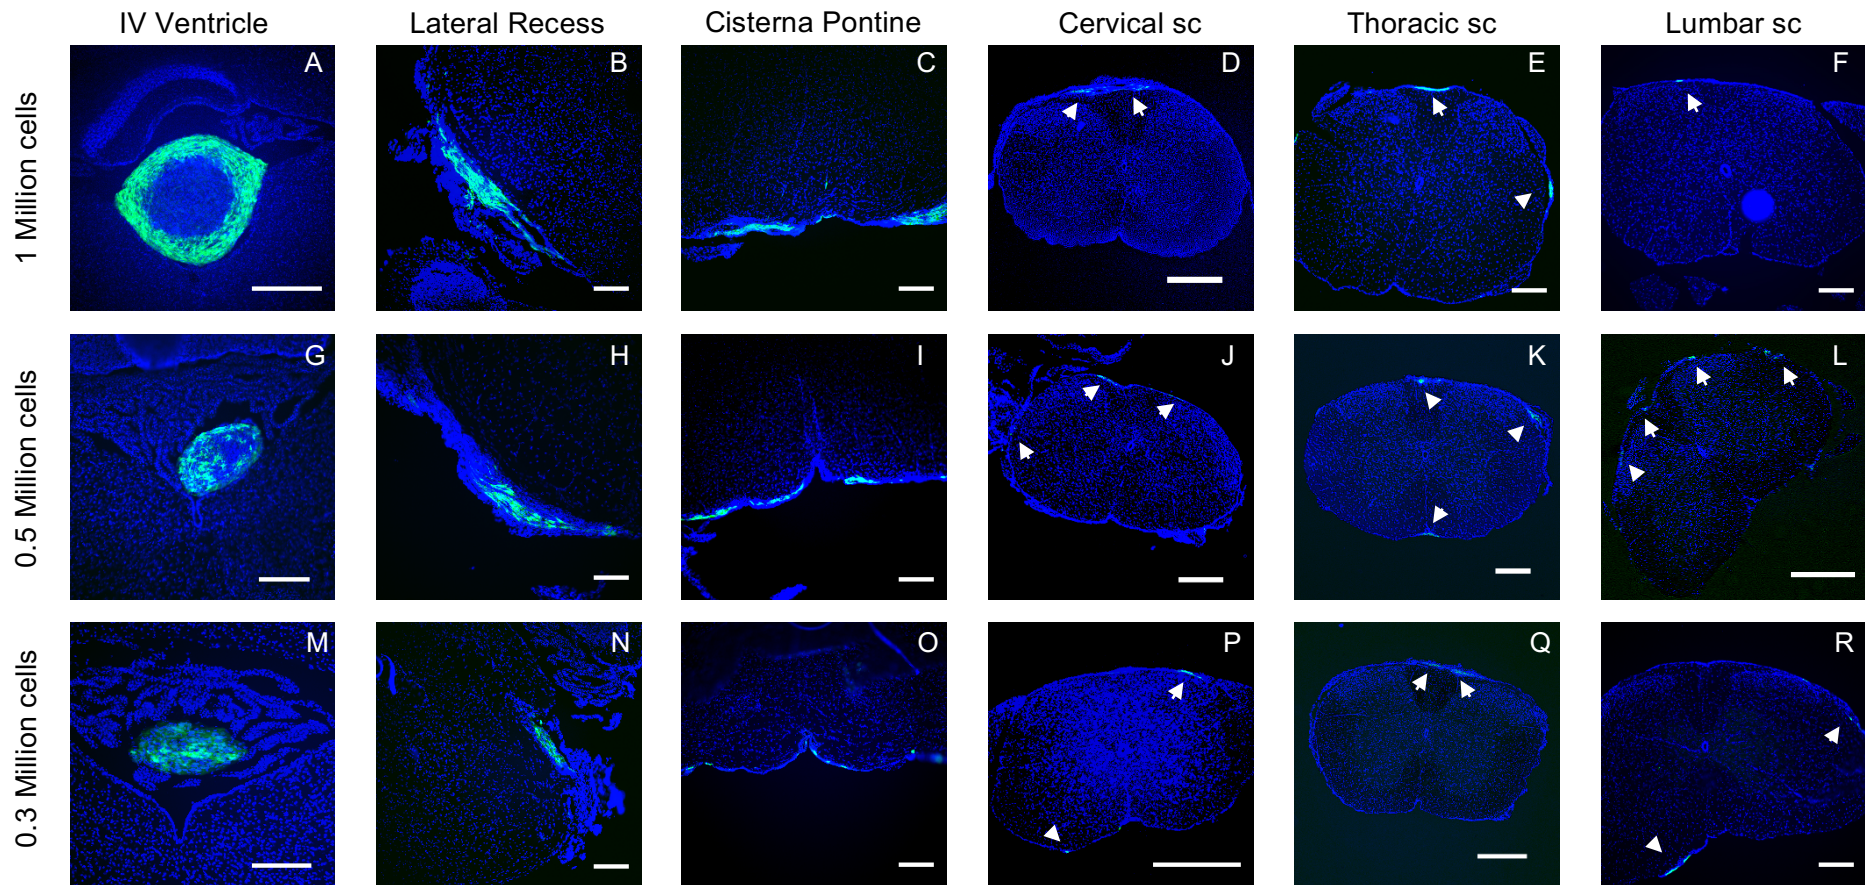 IV Ventricle Lateral Recess Cisterna Pontine Cervical sc Thoracic sc Lumbar sc
1 Million cells
A B C D E F
0.5 Million cells
G H I J K L
0.3 Million cells
M N O P Q R